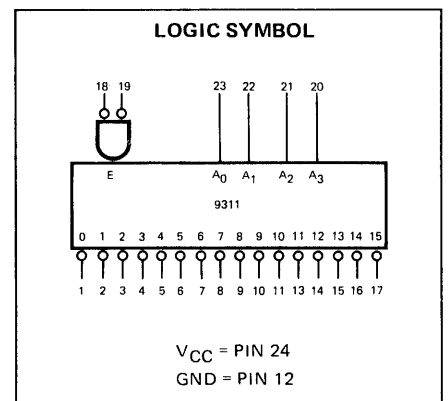 LOGIC SYMBOL
18 19 23 22 21 20
E A0 A1 A2 A3
9311
0 1 2 3 4 5 6 7 8 9 10 11 12 13 14 15
1 2 3 4 5 6 7 8 9 10 11 13 14 15 16 17
VCC = PIN 24
GND = PIN 12